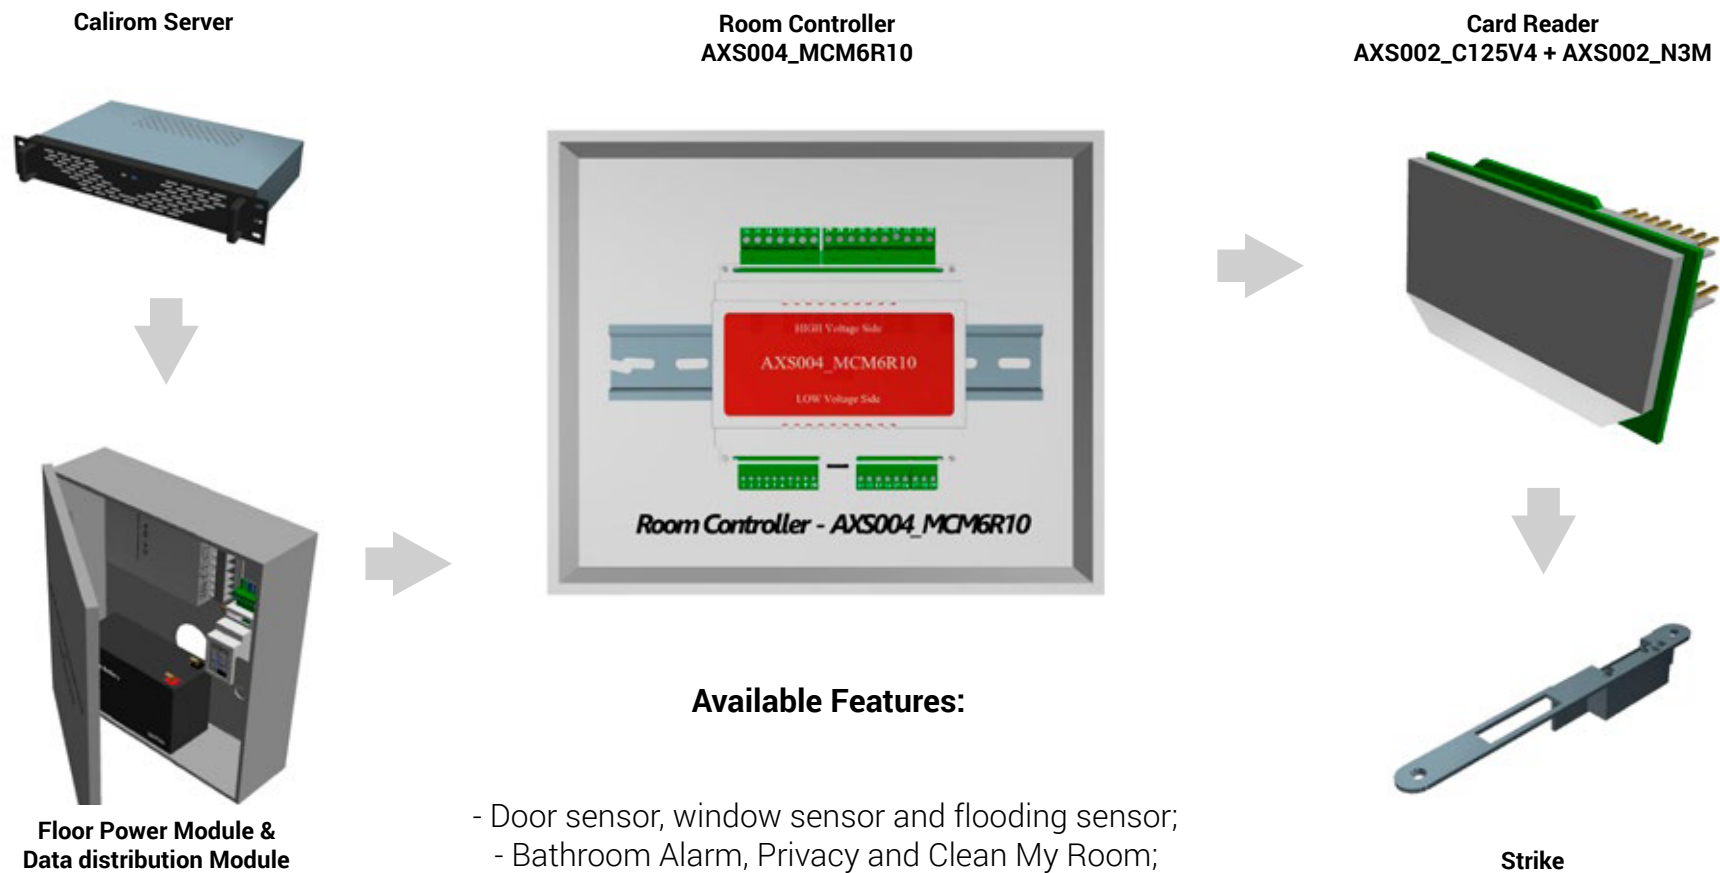 Calirom Server
Room Controller
AXS004_MCM6R10
Card Reader
AXS002_C125V4 + AXS002_N3M
HIGH Voltage Side
AXS004_MCM6R10
LOW Voltage Side
Room Controller - AXS004_MCM6R10
Available Features:
- Door sensor, window sensor and flooding sensor;
- Bathroom Alarm, Privacy and Clean My Room;
Floor Power Module &
Data distribution Module
Strike